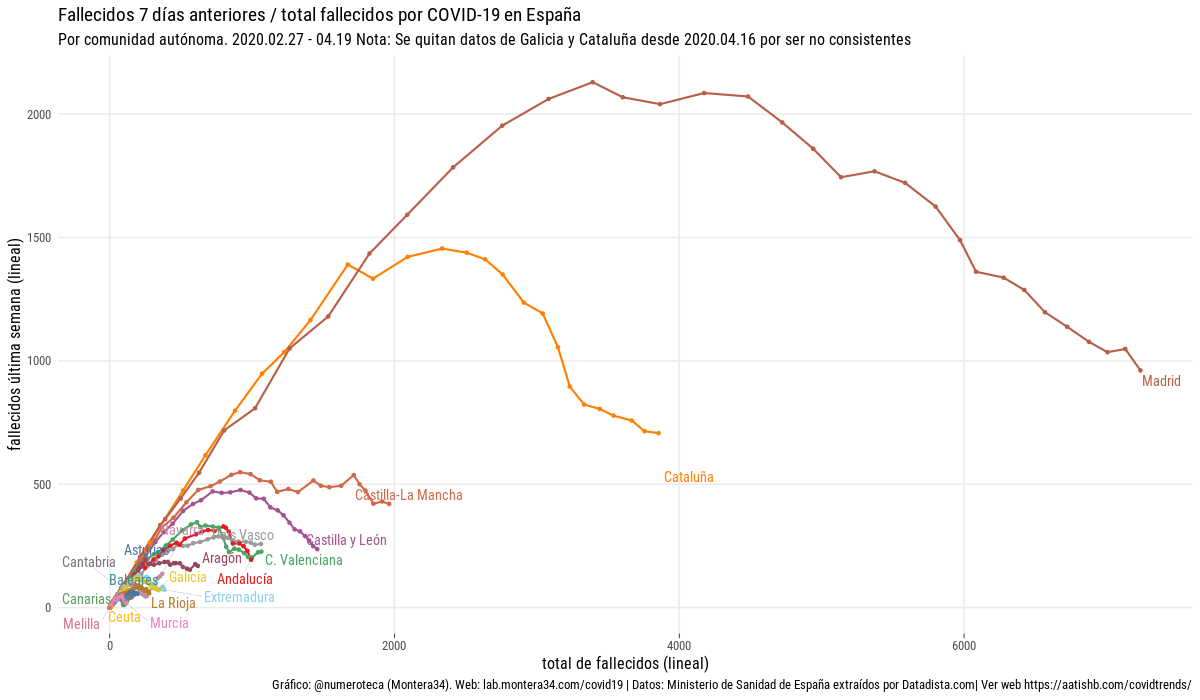 Fallecidos 7 días anteriores / total fallecidos por COVID-19 en España
Por comunidad autónoma. 2020.02.27 - 04.19 Nota: Se quitan datos de Galicia y Cataluña desde 2020.04.16 por ser no consistentes
fallecidos última semana (lineal)
2000
1500
1000
500
0
Madrid
Cataluña
Castilla-La Mancha
Navarra
Vasco
Castilla y León
Asturias
Aragón
C. Valenciana
Cantabria
Baleares
Galicia
Andalucía
Canarias
La Rioja
Extremadura
Ceuta
Melilla
Murcia
0
2000
4000
6000
total de fallecidos (lineal)
Gráfico: @numeroteca (Montera34). Web: lab.montera34.com/covid19 | Datos: Ministerio de Sanidad de España extraídos por Datadista.com| Ver web https://aatishb.com/covidtrends/